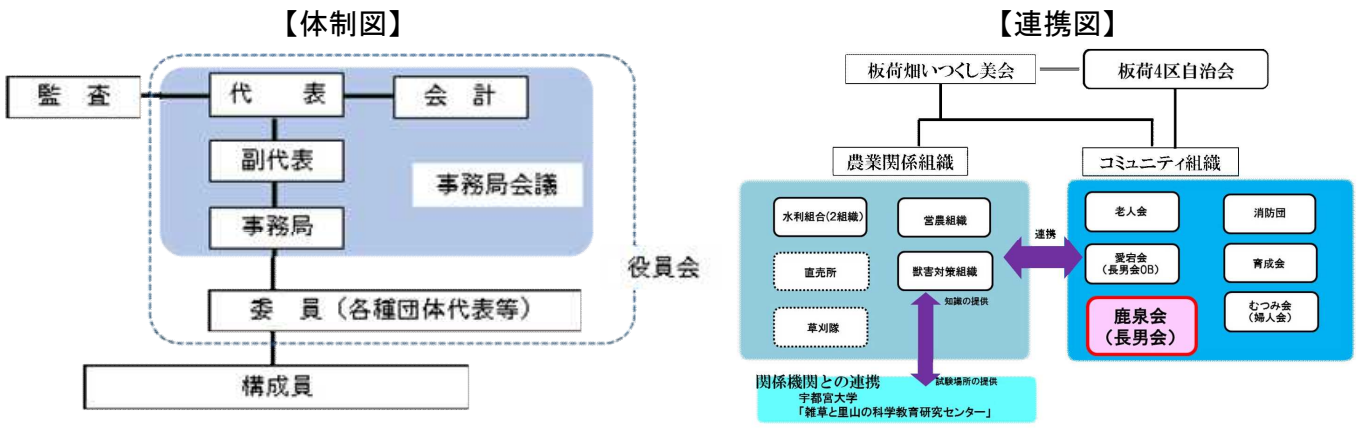 【体制図】
監　査
代　　表
会　計
副代表
事務局会議
事務局
役員会
委　員（各種団体代表等）
構成員
【連携図】
板荷畑いつくし美会
板荷4区自治会
農業関係組織
コミュニティ組織
水利組合(2組織)
営農組織
直売所
獣害対策組織
草刈隊
連携
知識の提供
老人会
消防団
愛宕会
（長男会OB）
育成会
鹿泉会
（長男会）
むつみ会
（婦人会）
関係機関との連携
試験場所の提供
宇都宮大学
「雑草と里山の科学教育研究センター」